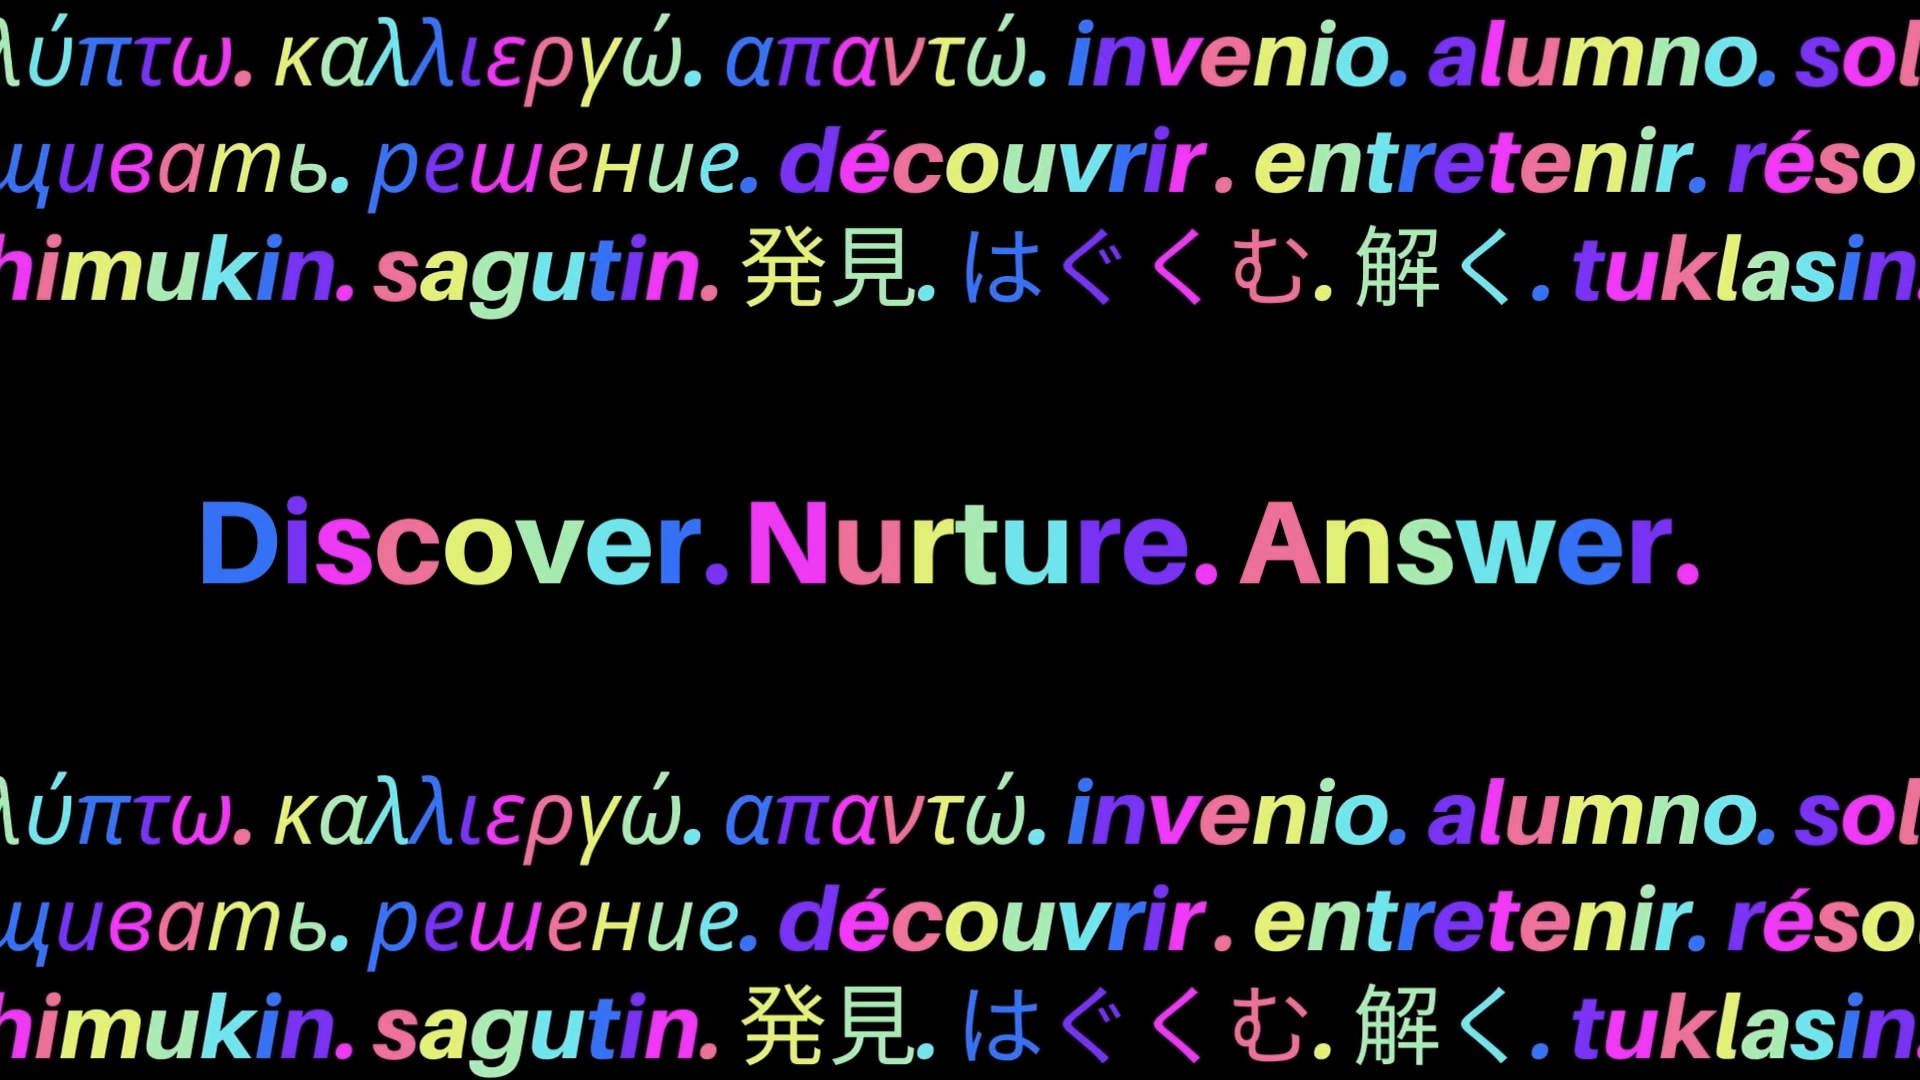 λύπτω. καλλιεργώ. απαντώ. invenio. alumno. sol
щивать. решение. découvrir. entretenir. réso
himukin. sagutin. 発見. はぐくむ. 解く. tuklasin.
Discover. Nurture. Answer.
λύπτω. καλλιεργώ. απαντώ. invenio. alumno. sol
щивать. решение. découvrir. entretenir. réso
himukin. sagutin. 発見. はぐくむ. 解く. tuklasin.